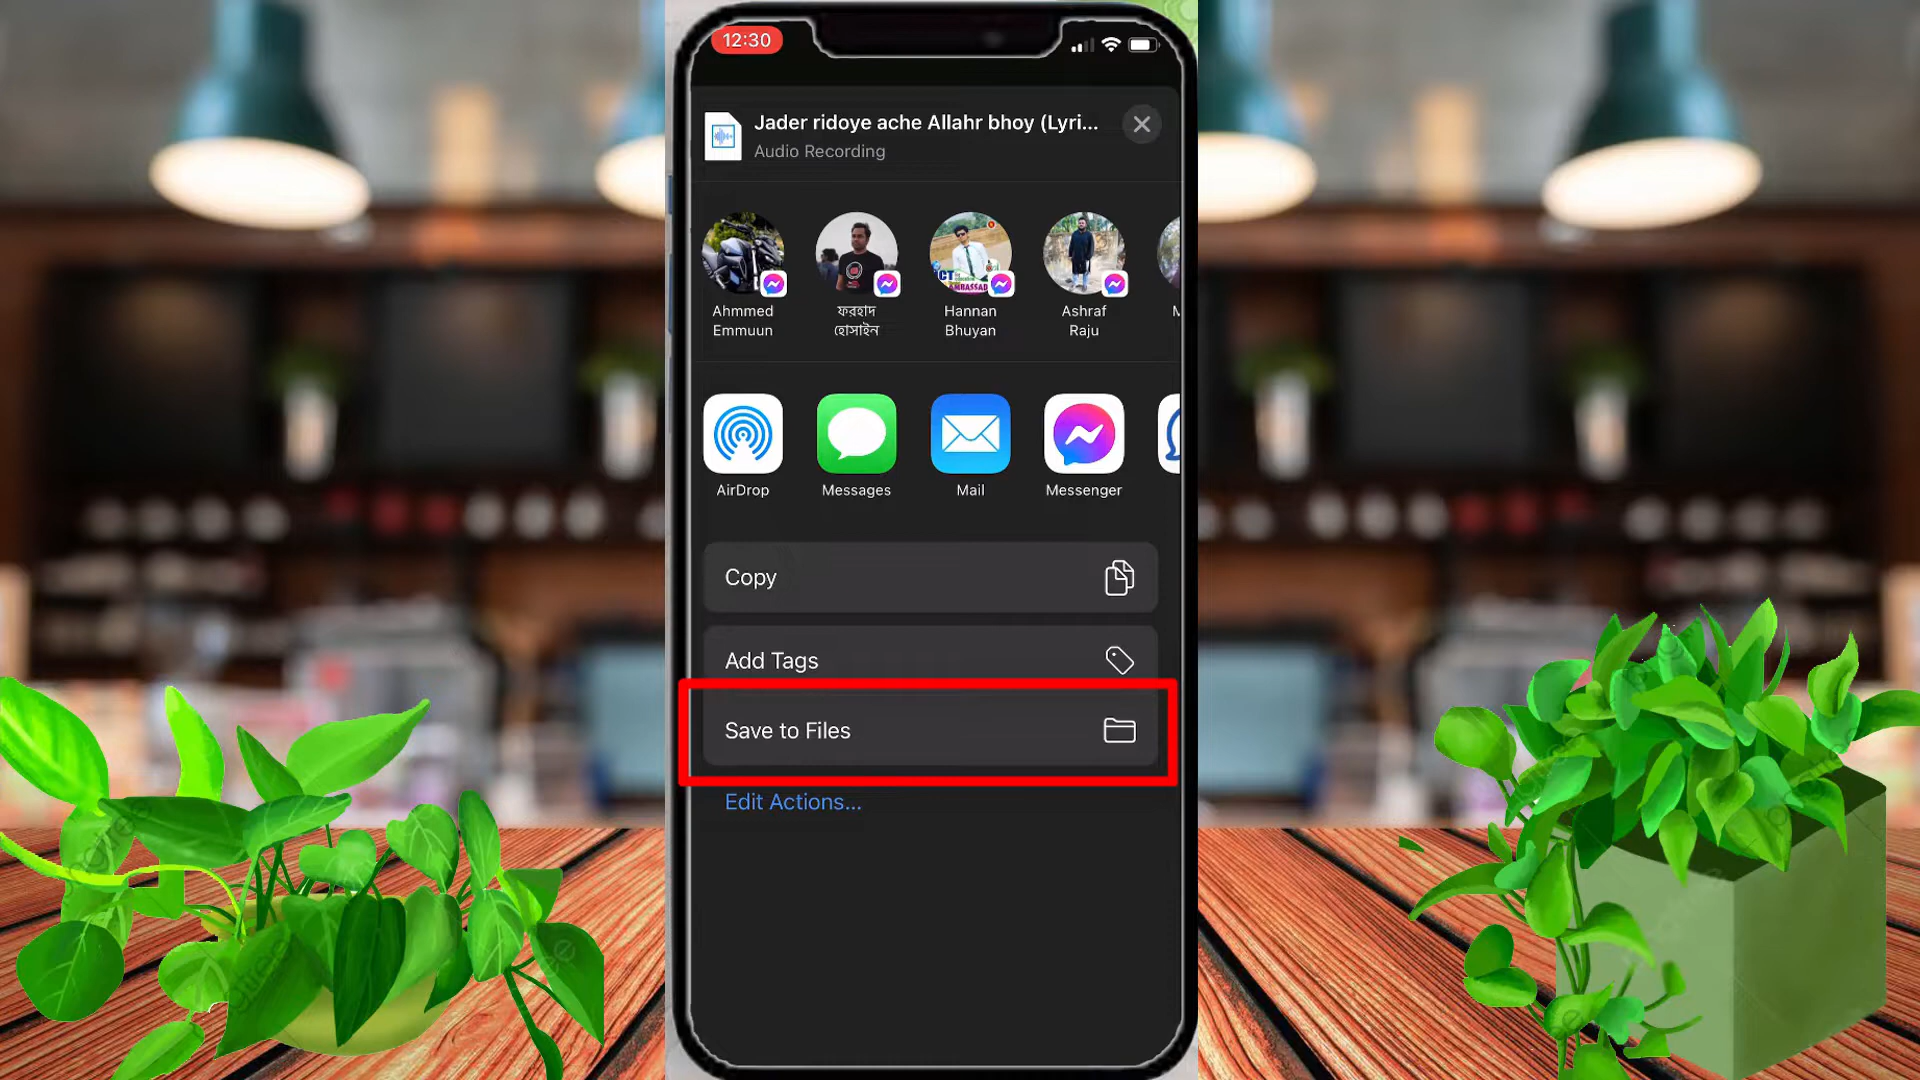 12:30
Jader ridoye ache Allahr bhoy (Lyri...
Audio Recording
Ahmmed
Emmuun
ফরহাদ
হোসাইন
Hannan
Bhuyan
Ashraf
Raju
AirDrop
Messages
Mail
Messenger
Copy
Add Tags
Save to Files
Edit Actions...